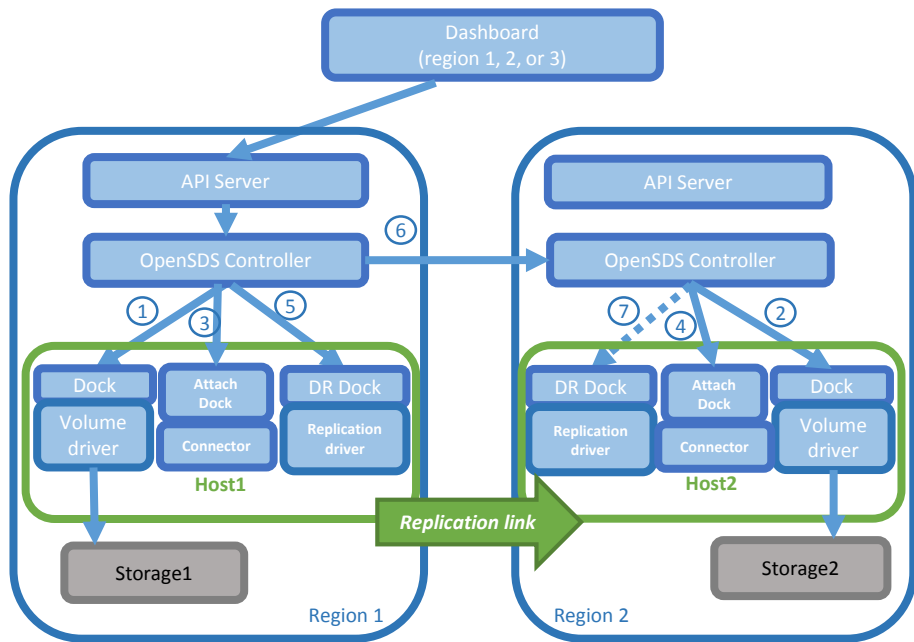 Dashboard
(region 1, 2, or 3)
API Server
API Server
6
OpenSDS Controller
OpenSDS Controller
1
3
5
7
4
2
Dock
Attach
Dock
DR Dock
DR Dock
Attach
Dock
Dock
Volume
driver
Connector
Replication
driver
Replication
driver
Connector
Volume
driver
Host1
Host2
Replication link
Storage1
Storage2
Region 1
Region 2